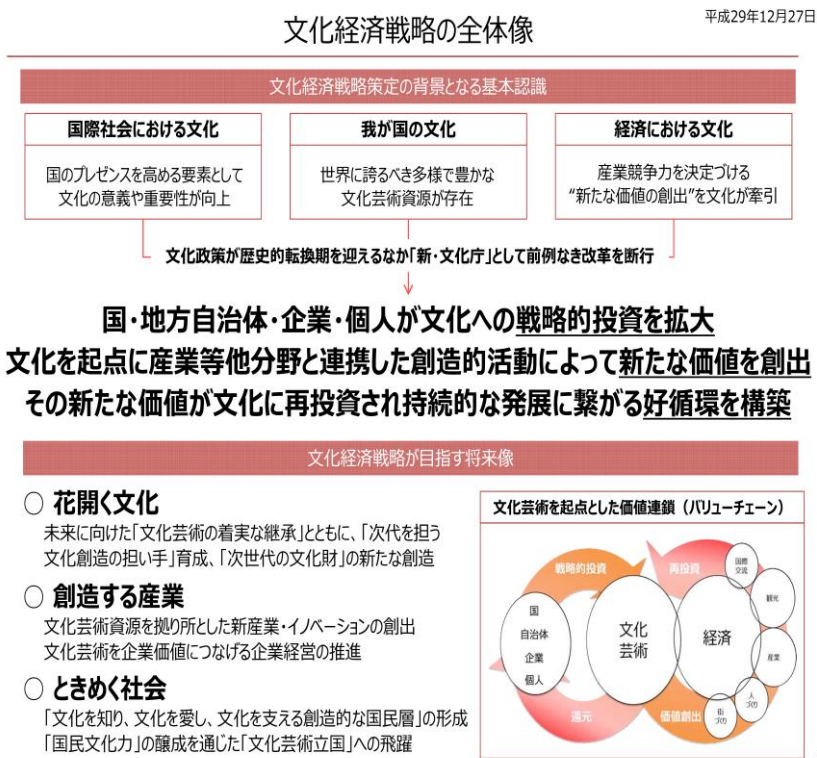 平成29年12月27日
文化経済戦略の全体像
文化経済戦略策定の背景となる基本認識
国際社会における文化
国のプレゼンスを高める要素として
文化の意義や重要性が向上
我が国の文化
世界に誇るべき多様で豊かな
文化芸術資源が存在
経済における文化
産業競争力を決定づける
“新たな価値の創出”を文化が牽引
文化政策が歴史的転換期を迎えるなか「新・文化庁」として前例なき改革を断行
国・地方自治体・企業・個人が文化への戦略的投資を拡大
文化を起点に産業等他分野と連携した創造的活動によって新たな価値を創出
その新たな価値が文化に再投資され持続的な発展に繋がる好循環を構築
文化経済戦略が目指す将来像
○ 花開く文化
未来に向けた「文化芸術の着実な継承」とともに、「次代を担う
文化創造の担い手」育成、「次世代の文化財」の新たな創造
○ 創造する産業
文化芸術資源を拠り所とした新産業・イノベーションの創出
文化芸術を企業価値につなげる企業経営の推進
○ ときめく社会
「文化を知り、文化を愛し、文化を支える創造的な国民層」の形成
「国民文化力」の醸成を通じた「文化芸術立国」への飛躍
文化芸術を起点とした価値連鎖（バリューチェーン）
戦略的投資
再投資
国
自治体
企業
個人
文化
芸術
経済
国際
交流
観光
産業
人
づくり
街
づくり
還元
価値創出